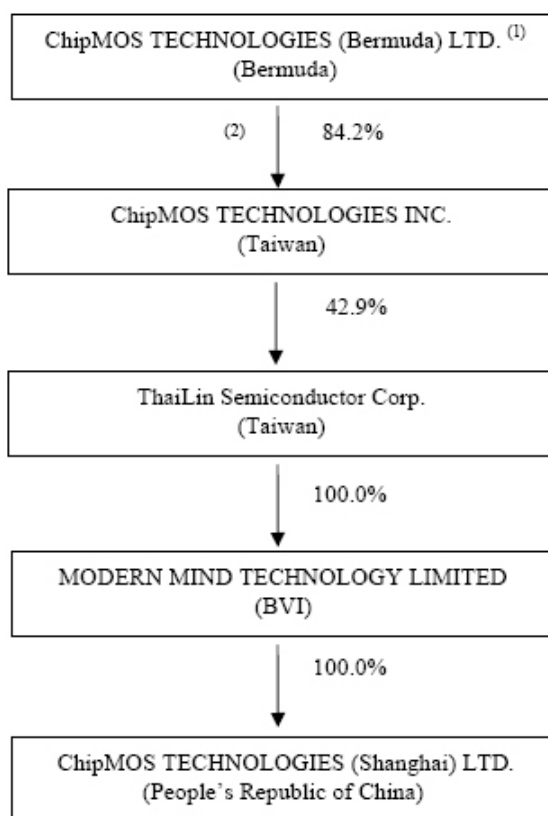 ChipMOS TECHNOLOGIES (Bermuda) LTD. (1)
(Bermuda)
(2) 84.2%
ChipMOS TECHNOLOGIES INC.
(Taiwan)
42.9%
ThaiLin Semiconductor Corp.
(Taiwan)
100.0%
MODERN MIND TECHNOLOGY LIMITED
(BVI)
100.0%
ChipMOS TECHNOLOGIES (Shanghai) LTD.
(People’s Republic of China)